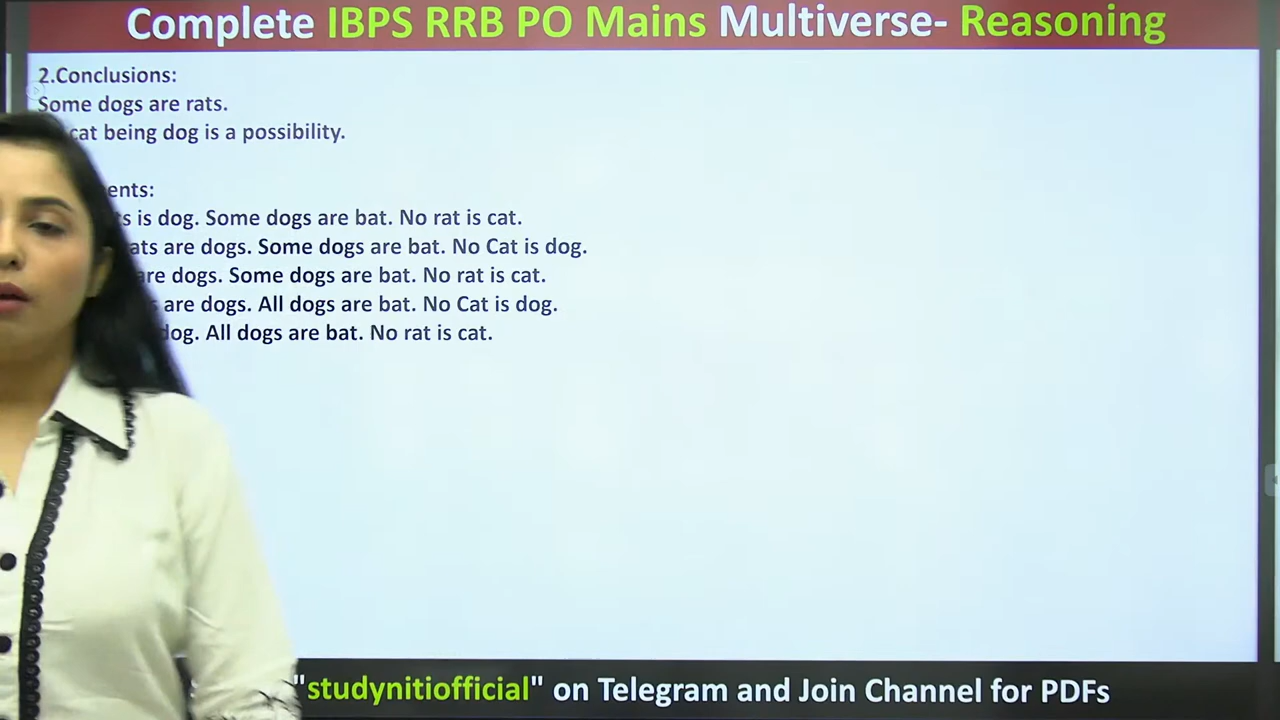 Complete IBPS RRB PO Mains Multiverse- Reasoning
2.Conclusions:
Some dogs are rats.
cat being dog is a possibility.
is dog. Some dogs are bat. No rat is cat.
are dogs. Some dogs are bat. No Cat is dog.
are dogs. Some dogs are bat. No rat is cat.
are dogs. All dogs are bat. No Cat is dog.
dog. All dogs are bat. No rat is cat.
"studynitiofficial" on Telegram and Join Channel for PDFs